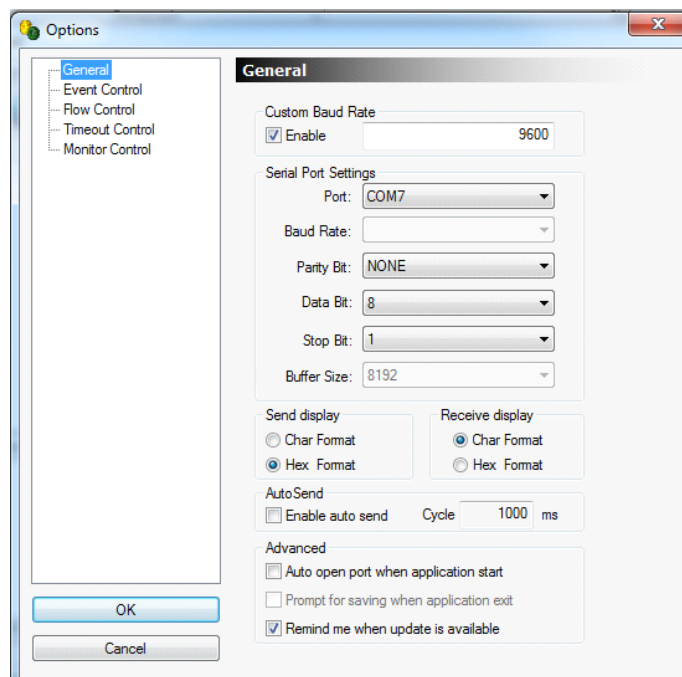 Options
General
Event Control
Flow Control
Timeout Control
Monitor Control
OK
Cancel
General
Custom Baud Rate
Enable 9600
Serial Port Settings
Port: COM7
Baud Rate:
Parity Bit: NONE
Data Bit: 8
Stop Bit: 1
Buffer Size: 8192
Send display
Char Format
Hex Format
Receive display
Char Format
Hex Format
AutoSend
Enable auto send Cycle 1000 ms
Advanced
Auto open port when application start
Prompt for saving when application exit
Remind me when update is available